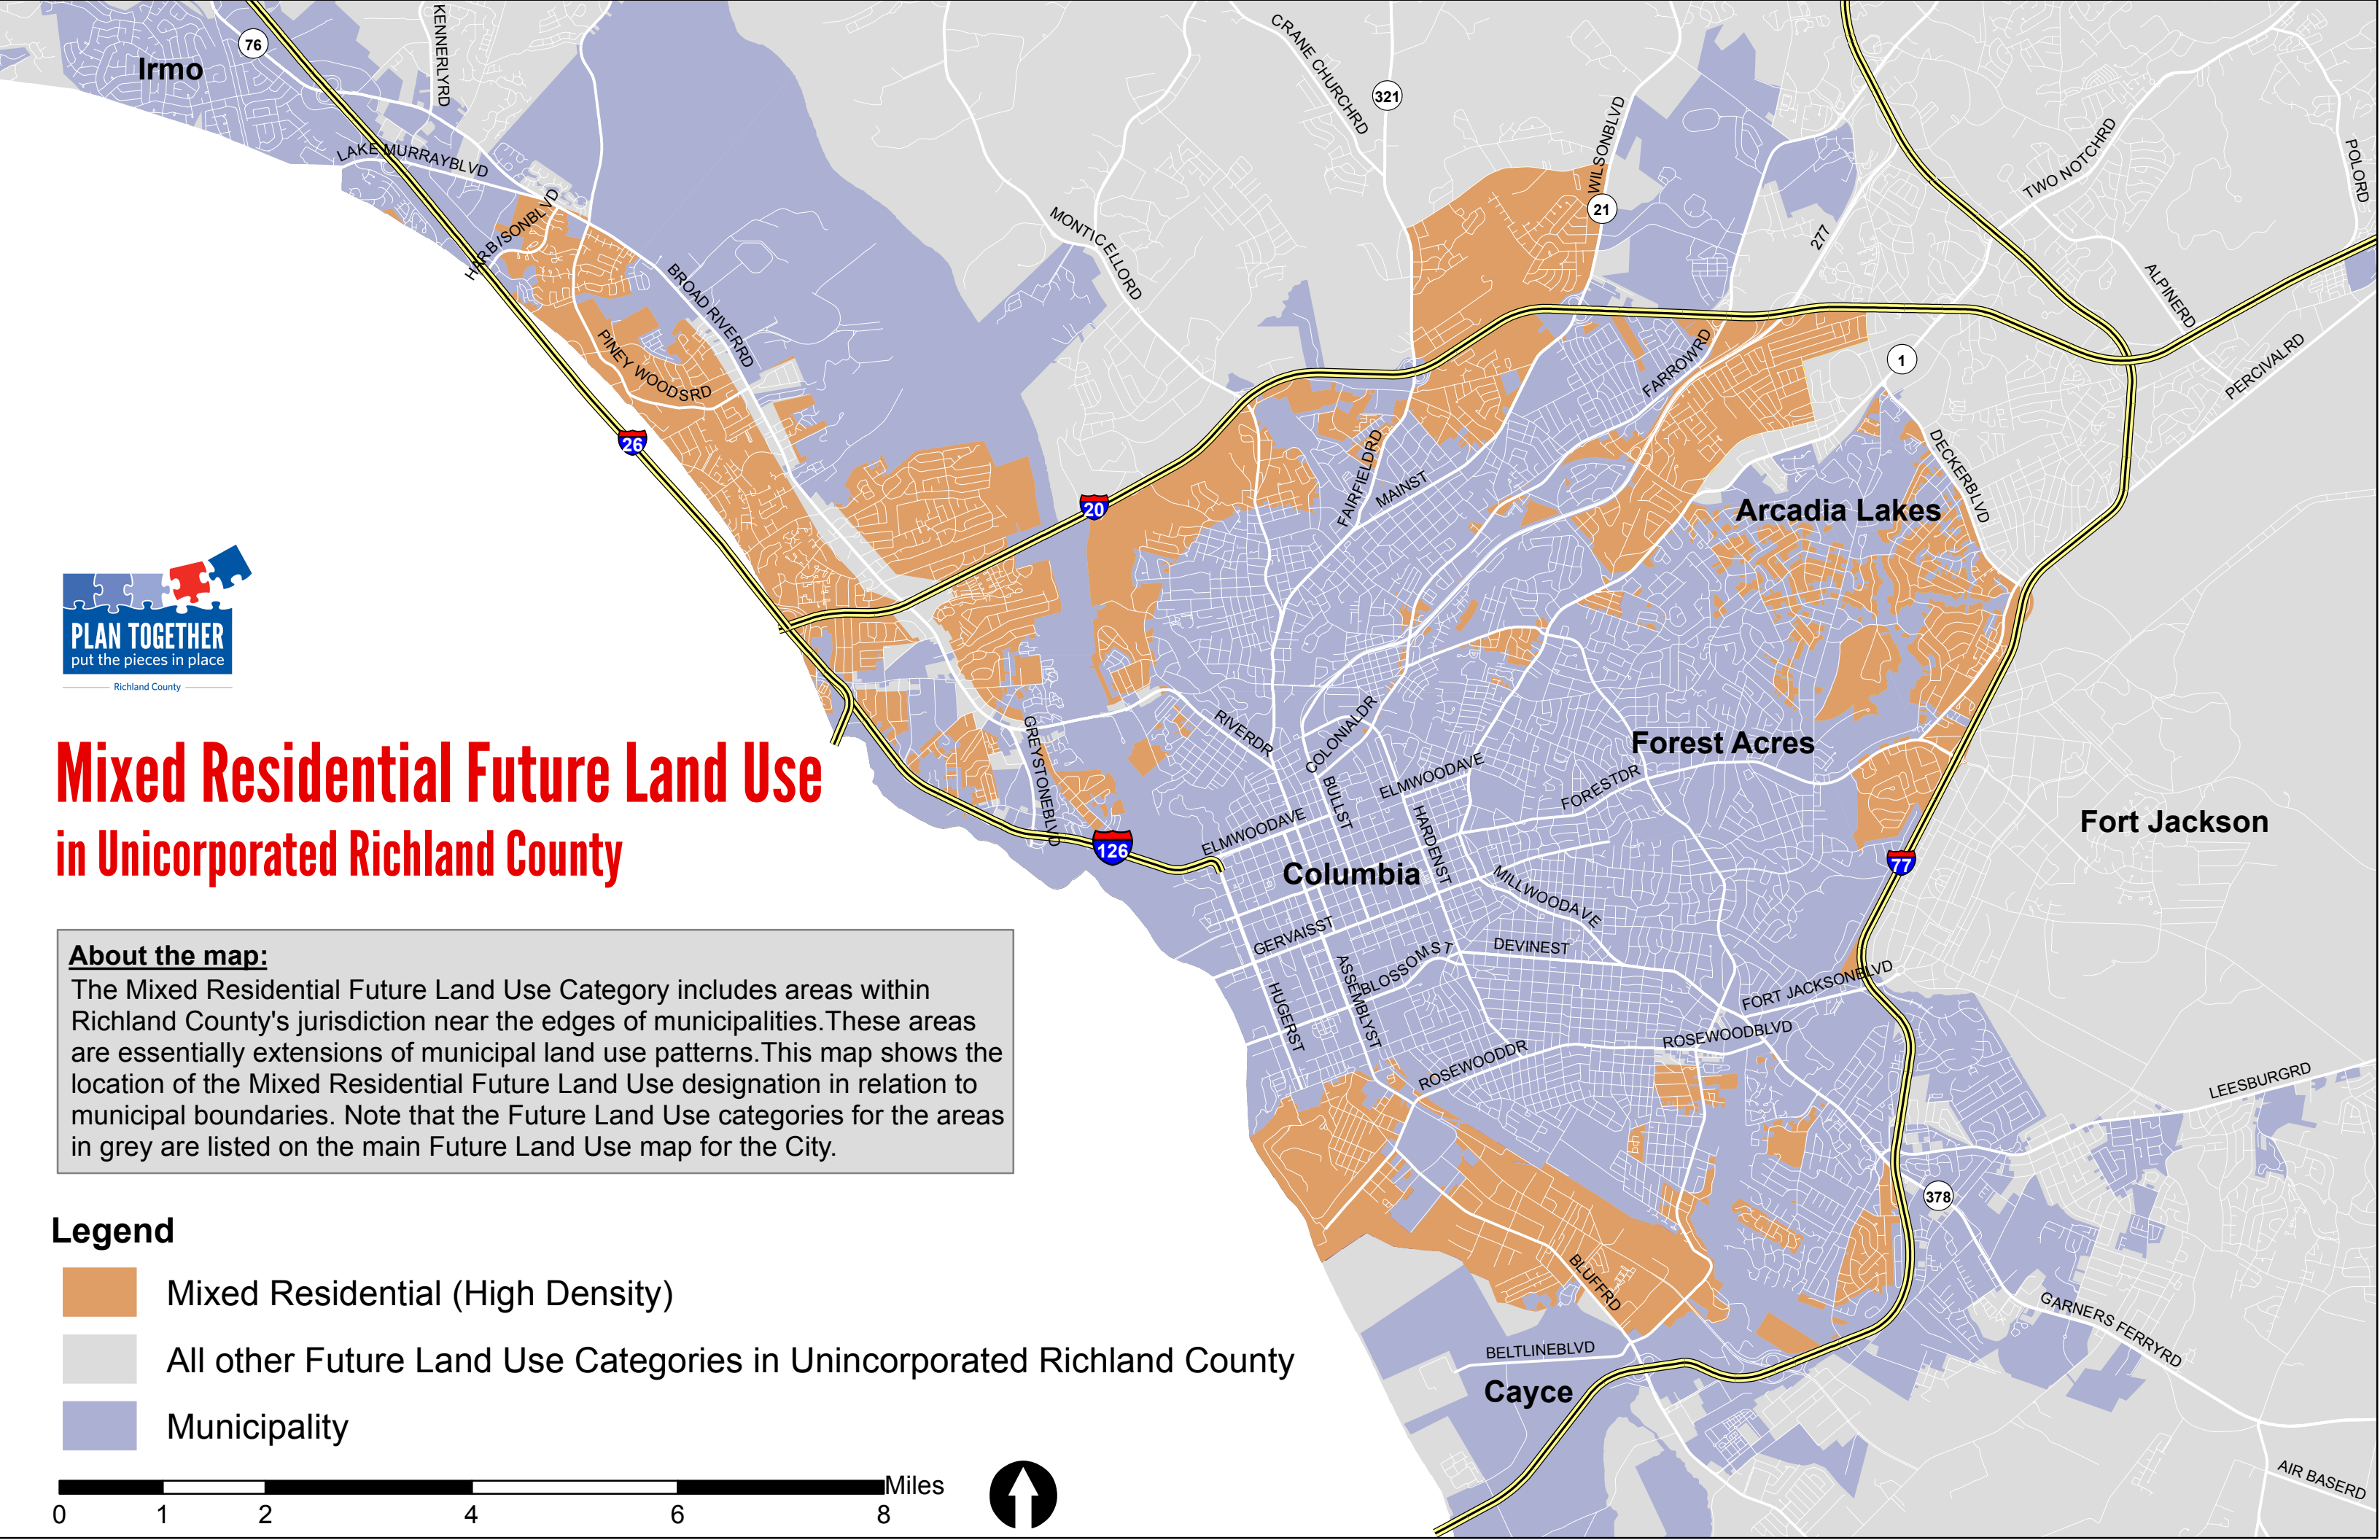 76
Irmo
KENNERLYRD
LAKE MURRAYBLVD
HARBISONBLVD
BROAD RIVERRD
PINEY WOODSRD
26
MONTICELLORD
CRANE CHURCHRD
321
WILSONBLVD
21
277
TWO NOTCHRD
POLORD
ALPINERD
PERCIVALRD
1
FARROWRD
DECKERBLVD
FAIRFIELDRD
MAINST
20
Arcadia Lakes
PLAN TOGETHER
put the pieces in place
Richland County
Mixed Residential Future Land Use
in Unicorporated Richland County
GREYSTONEBLVD
RIVERDR
COLONIALDR
BULLST
ELMWOODAVE
ELMWOODAVE
HARDENST
FORESTDR
Forest Acres
Fort Jackson
126
77
Columbia
MILLWOODAVE
GERVAISST
DEVINEST
BLOSSOMST
ASSEMBLYST
HUGERST
FORT JACKSONBLVD
ROSEWOODBLVD
ROSEWOODDR
LEESBURGRD
378
BLUFFRD
GARNERS FERRYRD
BELTLINEBLVD
Cayce
AIR BASERD
About the map:
The Mixed Residential Future Land Use Category includes areas within
Richland County's jurisdiction near the edges of municipalities.These areas
are essentially extensions of municipal land use patterns.This map shows the
location of the Mixed Residential Future Land Use designation in relation to
municipal boundaries. Note that the Future Land Use categories for the areas
in grey are listed on the main Future Land Use map for the City.
Legend
Mixed Residential (High Density)
All other Future Land Use Categories in Unincorporated Richland County
Municipality
Miles
0 1 2 4 6 8